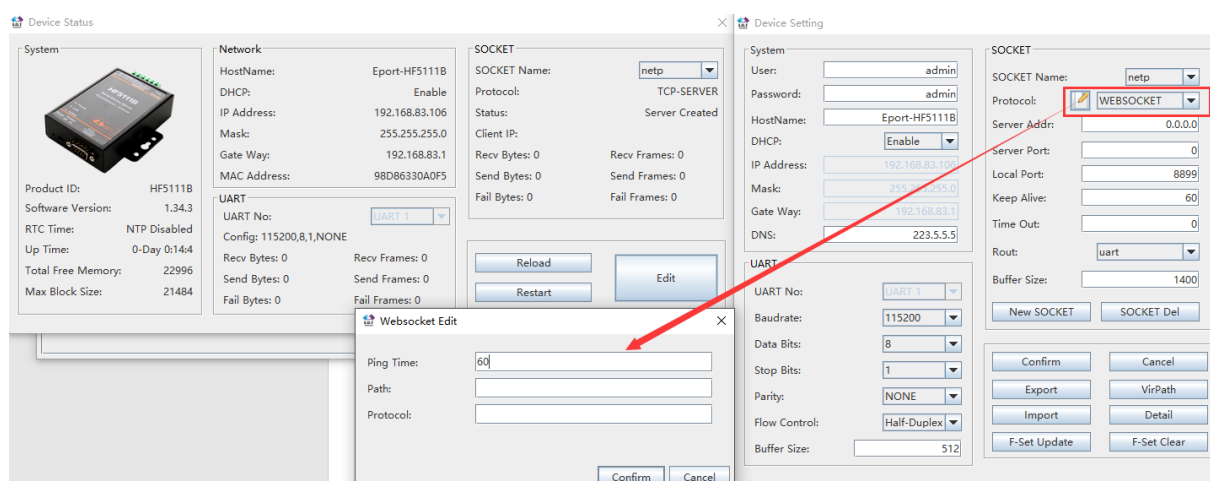 Device Status
System
HF5111B
Product ID: HF5111B
Software Version: 1.34.3
RTC Time: NTP Disabled
Up Time: 0-Day 0:14:4
Total Free Memory: 22996
Max Block Size: 21484
Network
HostName: Eport-HF5111B
DHCP: Enable
IP Address: 192.168.83.106
Mask: 255.255.255.0
Gate Way: 192.168.83.1
MAC Address: 98D86330A0F5
UART
UART No: UART 1
Config: 115200,8,1,NONE
Recv Bytes: 0 Recv Frames: 0
Send Bytes: 0 Send Frames: 0
Fail Bytes: 0 Fail Frames: 0
SOCKET
SOCKET Name: netp
Protocol: TCP-SERVER
Status: Server Created
Client IP:
Recv Bytes: 0 Recv Frames: 0
Send Bytes: 0 Send Frames: 0
Fail Bytes: 0 Fail Frames: 0
Reload
Edit
Restart
Websocket Edit
Ping Time: 60
Path:
Protocol:
Confirm Cancel
Device Setting
System
User: admin
Password: admin
HostName: Eport-HF5111B
DHCP: Enable
IP Address: 192.168.83.106
Mask: 255.255.255.0
Gate Way: 192.168.83.1
DNS: 223.5.5.5
UART
UART No: UART 1
Baudrate: 115200
Data Bits: 8
Stop Bits: 1
Parity: NONE
Flow Control: Half-Duplex
Buffer Size: 512
SOCKET
SOCKET Name: netp
Protocol: WEBSOCKET
Server Addr: 0.0.0.0
Server Port: 0
Local Port: 8899
Keep Alive: 60
Time Out: 0
Rout: uart
Buffer Size: 1400
New SOCKET SOCKET Del
Confirm Cancel
Export VirPath
Import Detail
F-Set Update F-Set Clear